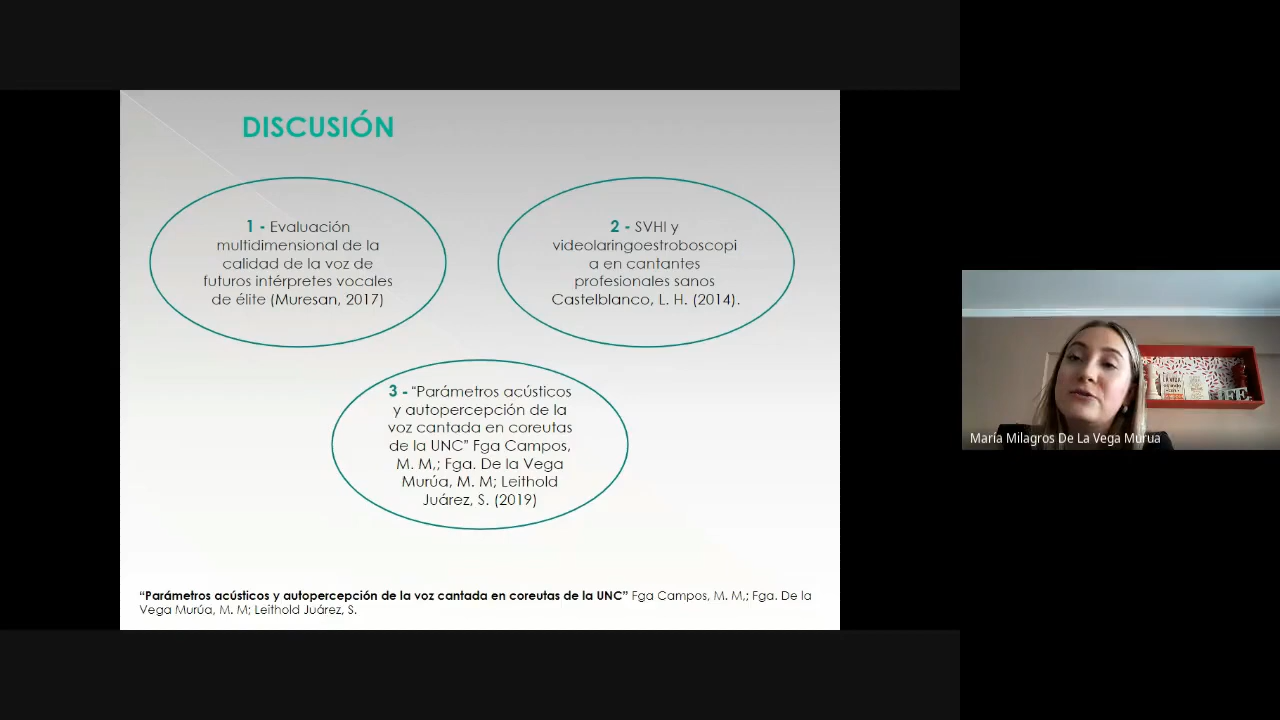 DISCUSIÓN
1 - Evaluación
multidimensional de la
calidad de la voz de
futuros intérpretes vocales
de élite (Muresan, 2017)
2 - SVHI y
videolaringoestroboscopi
a en cantantes
profesionales sanos
Castelblanco, L. H. (2014).
3 - "Parámetros acústicos
y autopercepción de la
voz cantada en coreutas
de la UNC" Fga Campos,
M. M,; Fga. De la Vega
Murúa, M. M; Leithold
Juárez, S. (2019)
"Parámetros acústicos y autopercepción de la voz cantada en coreutas de la UNC" Fga Campos, M. M,; Fga. De la
Vega Murúa, M. M; Leithold Juárez, S.
María Milagros De La Vega Murua